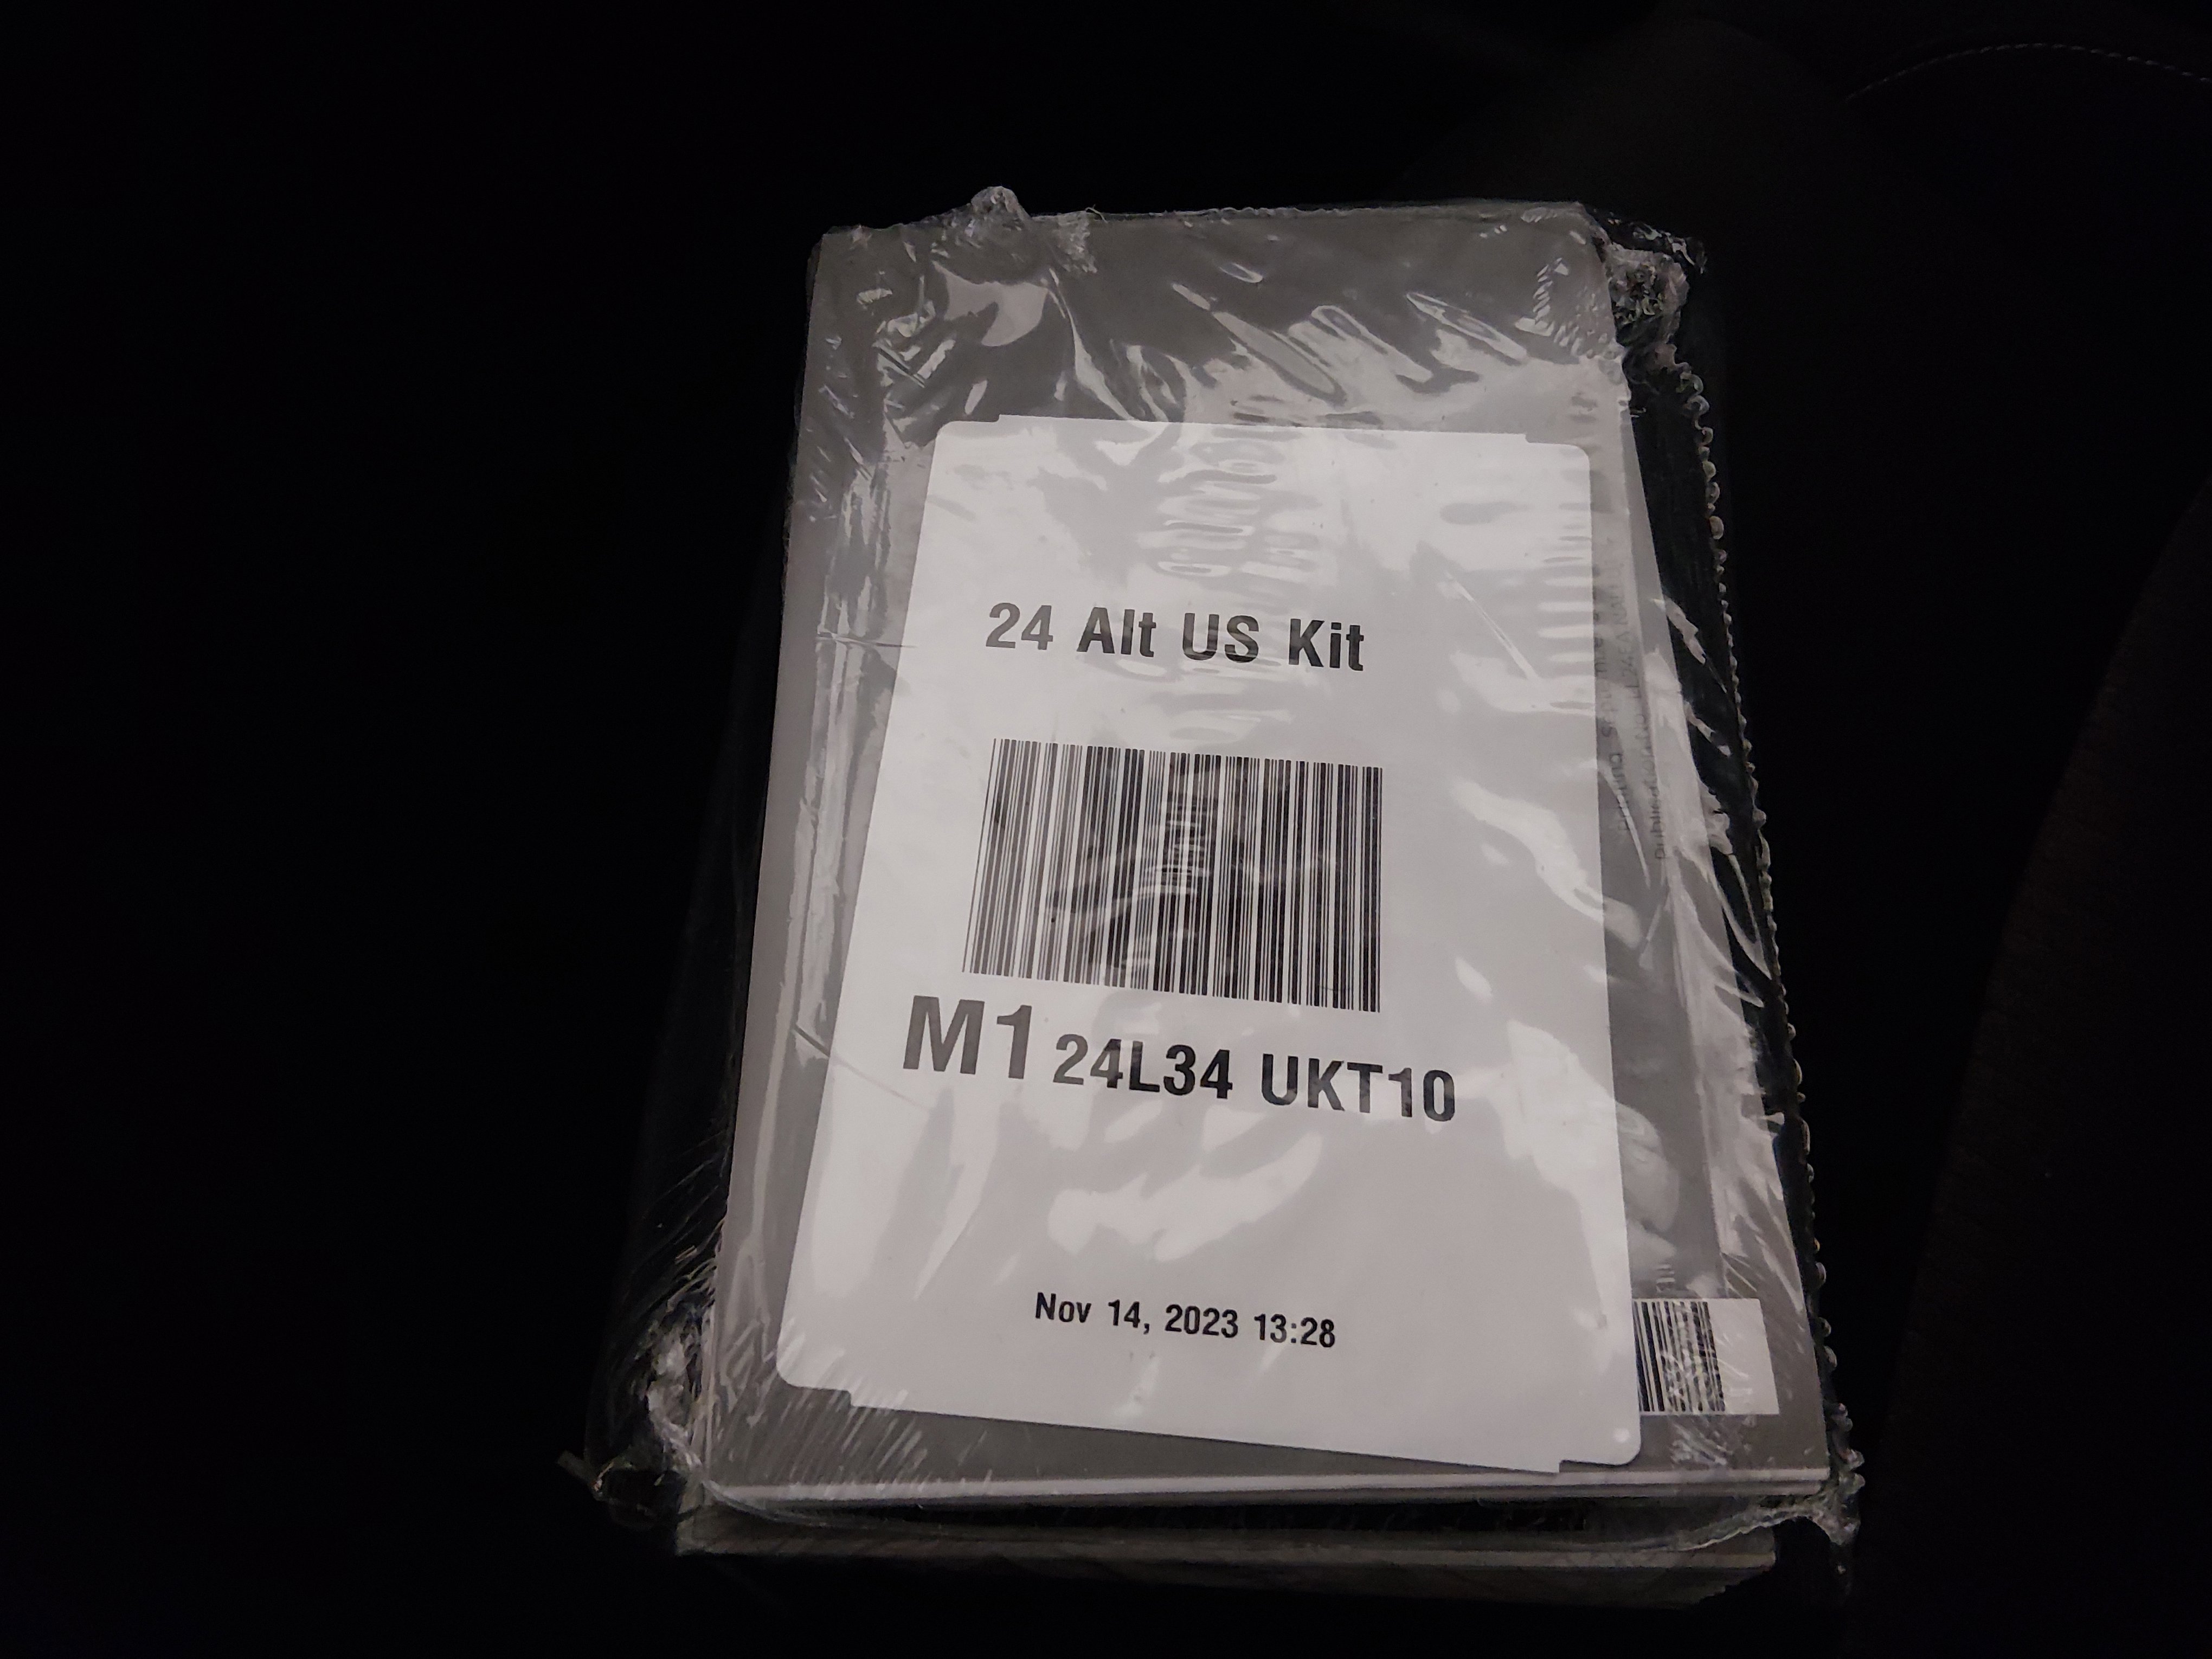 24 Alt US Kit
M1 24L34 UKT10
Nov 14, 2023 13:28